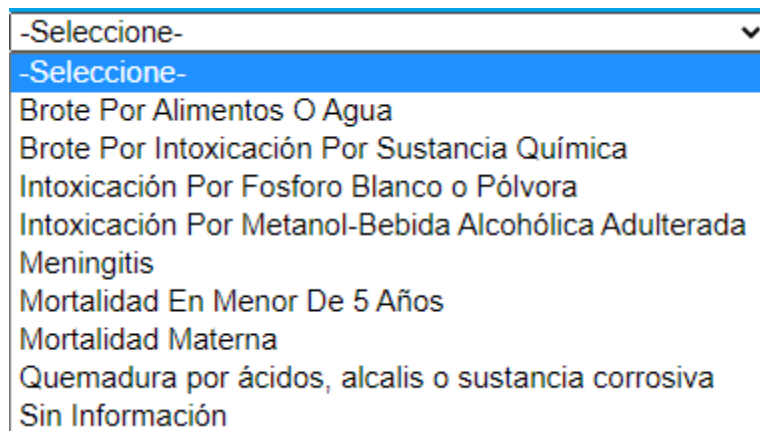 -Seleccione-
-Seleccione-
Brote Por Alimentos O Agua
Brote Por Intoxicación Por Sustancia Química
Intoxicación Por Fosforo Blanco o Pólvora
Intoxicación Por Metanol-Bebida Alcohólica Adulterada
Meningitis
Mortalidad En Menor De 5 Años
Mortalidad Materna
Quemadura por ácidos, alcalis o sustancia corrosiva
Sin Información